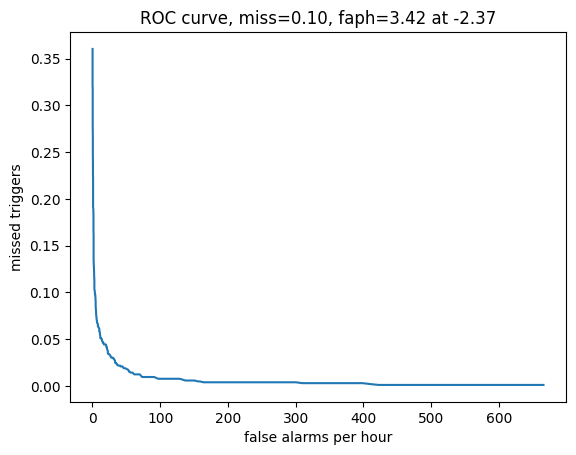 ROC curve, miss=0.10, faph=3.42 at -2.37
0.35
0.30
0.25
0.20
0.15
0.10
0.05
0.00
missed triggers
0 100 200 300 400 500 600
false alarms per hour